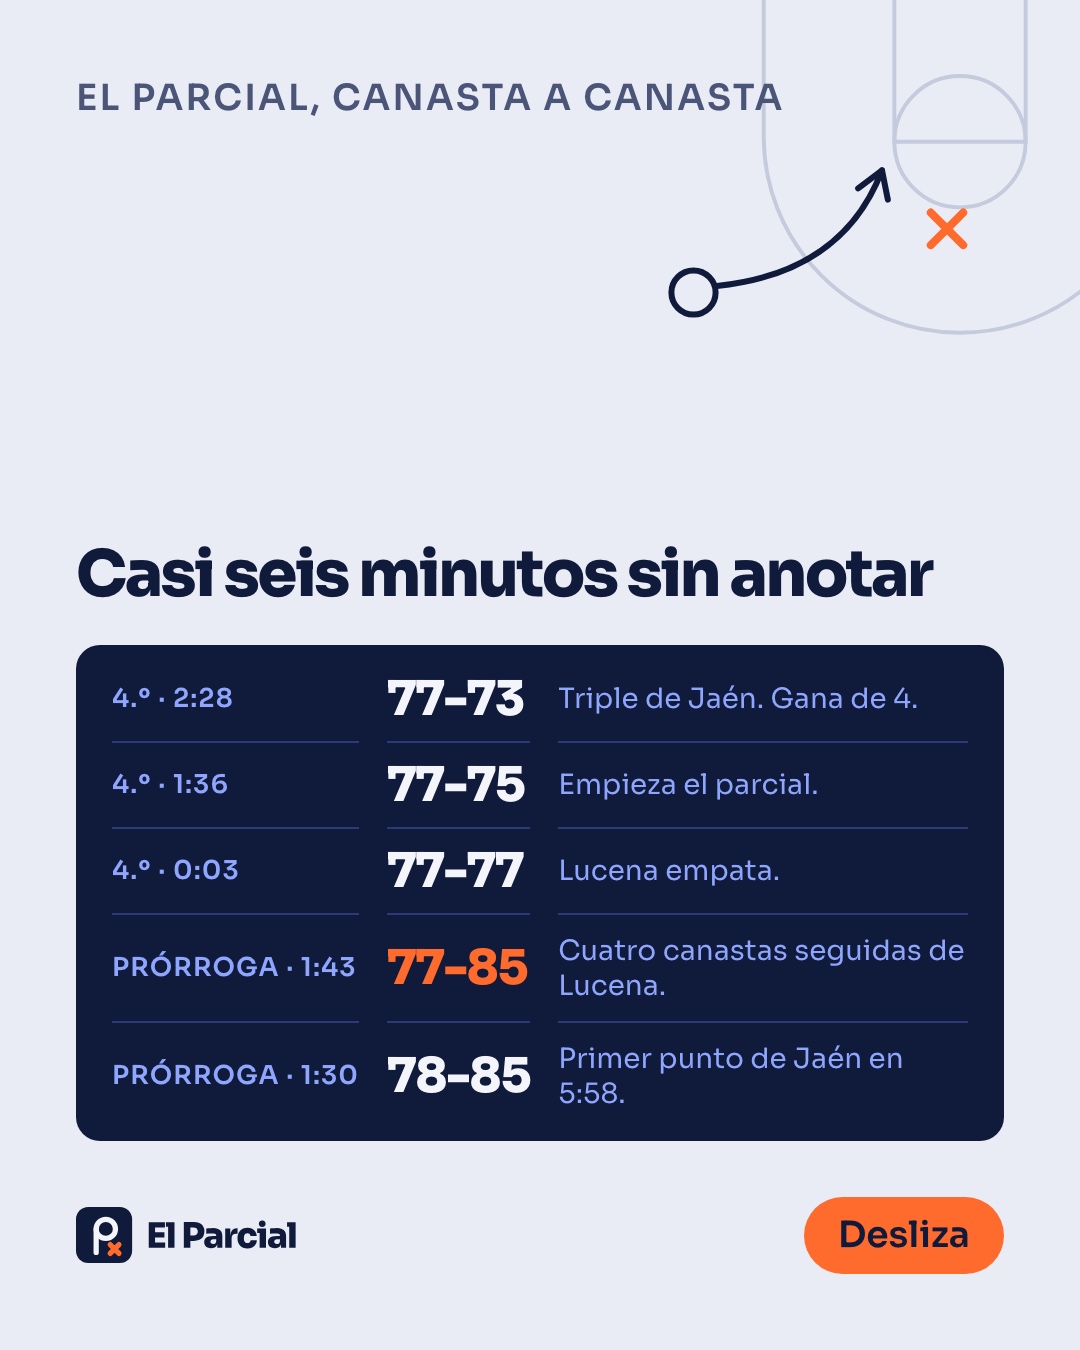 EL PARCIAL, CANASTA A CANASTA
Casi seis minutos sin anotar
4.º · 2:28 77–73 Triple de Jaén. Gana de 4.
4.º · 1:36 77–75 Empieza el parcial.
4.º · 0:03 77–77 Lucena empata.
PRÓRROGA · 1:43 77–85 Cuatro canastas seguidas de
Lucena.
PRÓRROGA · 1:30 78–85 Primer punto de Jaén en
5:58.
El Parcial
Desliza